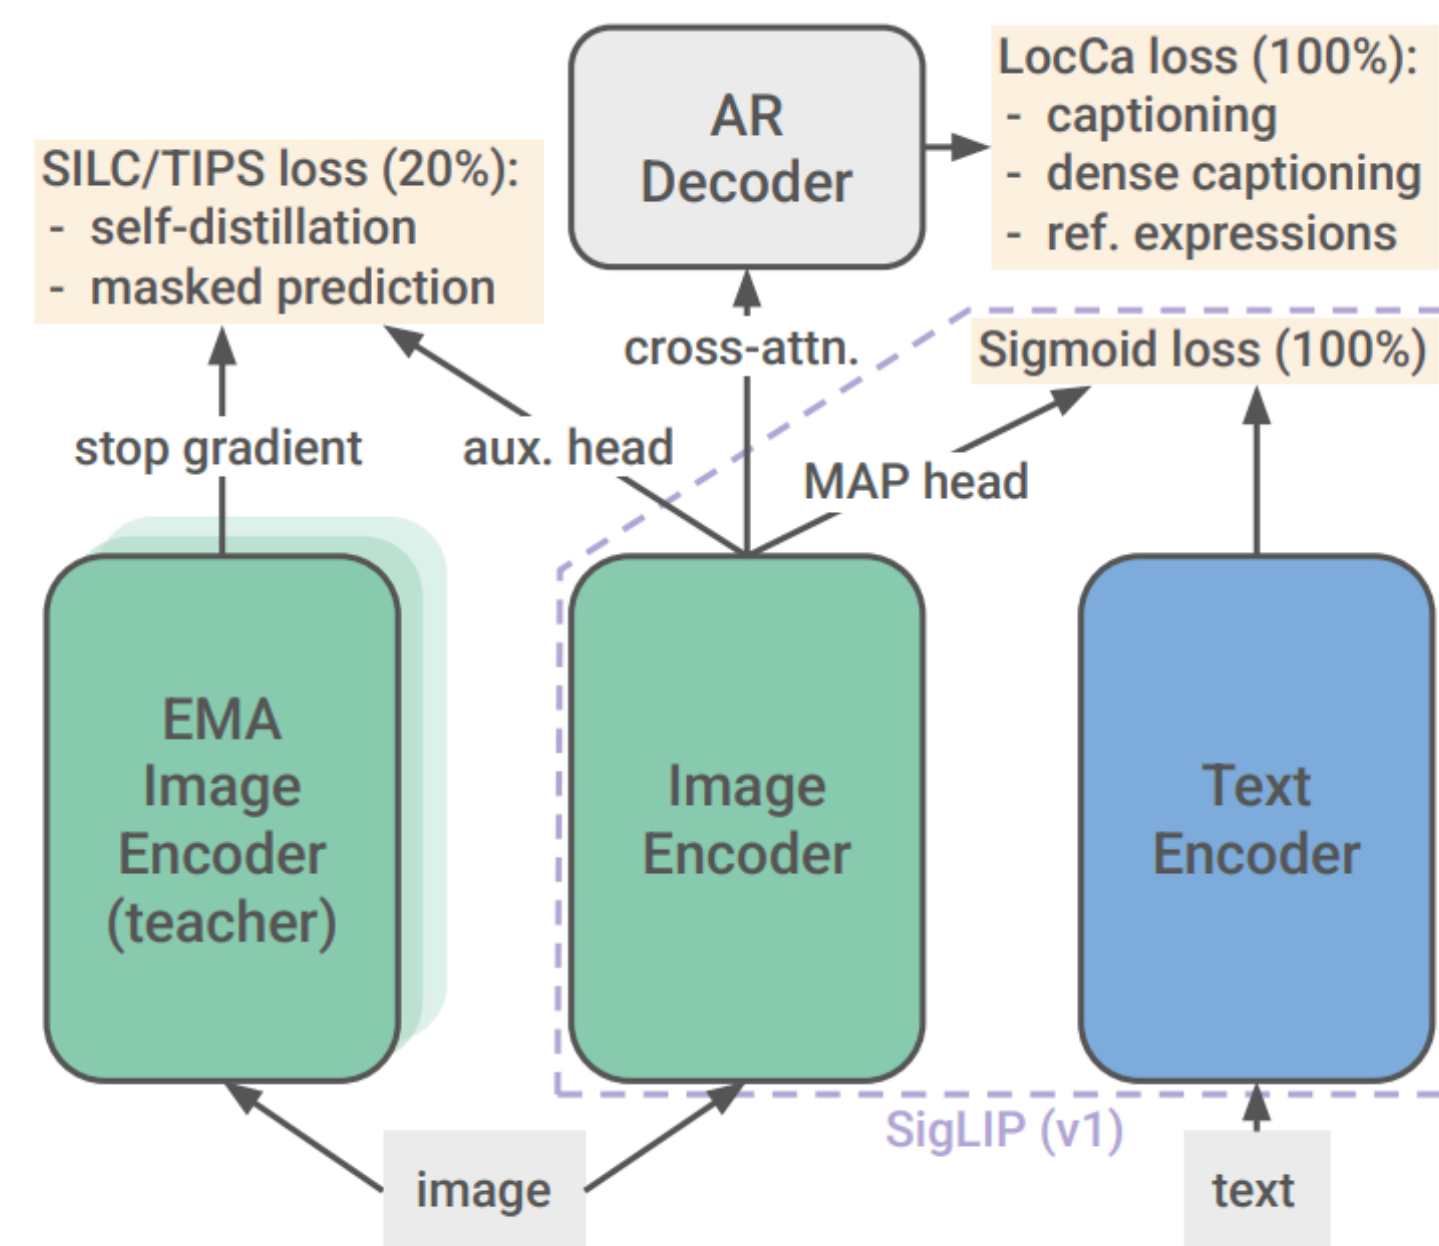 AR
Decoder
LocCa loss (100%):
- captioning
- dense captioning
- ref. expressions
SILC/TIPS loss (20%):
- self-distillation
- masked prediction
cross-attn.
Sigmoid loss (100%)
stop gradient
aux. head
MAP head
EMA
Image
Encoder
(teacher)
Image
Encoder
Text
Encoder
SigLIP (v1)
image
text